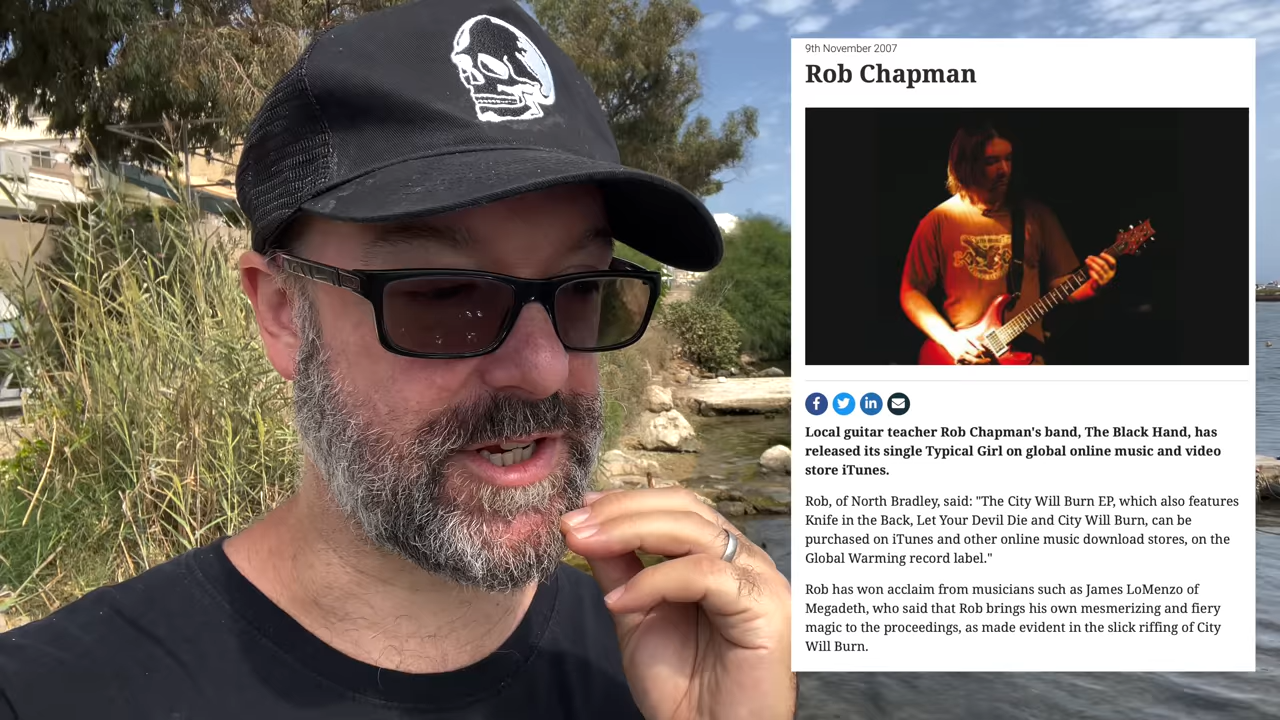 9th November 2007
Rob Chapman
Local guitar teacher Rob Chapman's band, The Black Hand, has
released its single Typical Girl on global online music and video
store iTunes.
Rob, of North Bradley, said: "The City Will Burn EP, which also features
Knife in the Back, Let Your Devil Die and City Will Burn, can be
purchased on iTunes and other online music download stores, on the
Global Warming record label."
Rob has won acclaim from musicians such as James LoMenzo of
Megadeth, who said that Rob brings his own mesmerizing and fiery
magic to the proceedings, as made evident in the slick riffing of City
Will Burn.